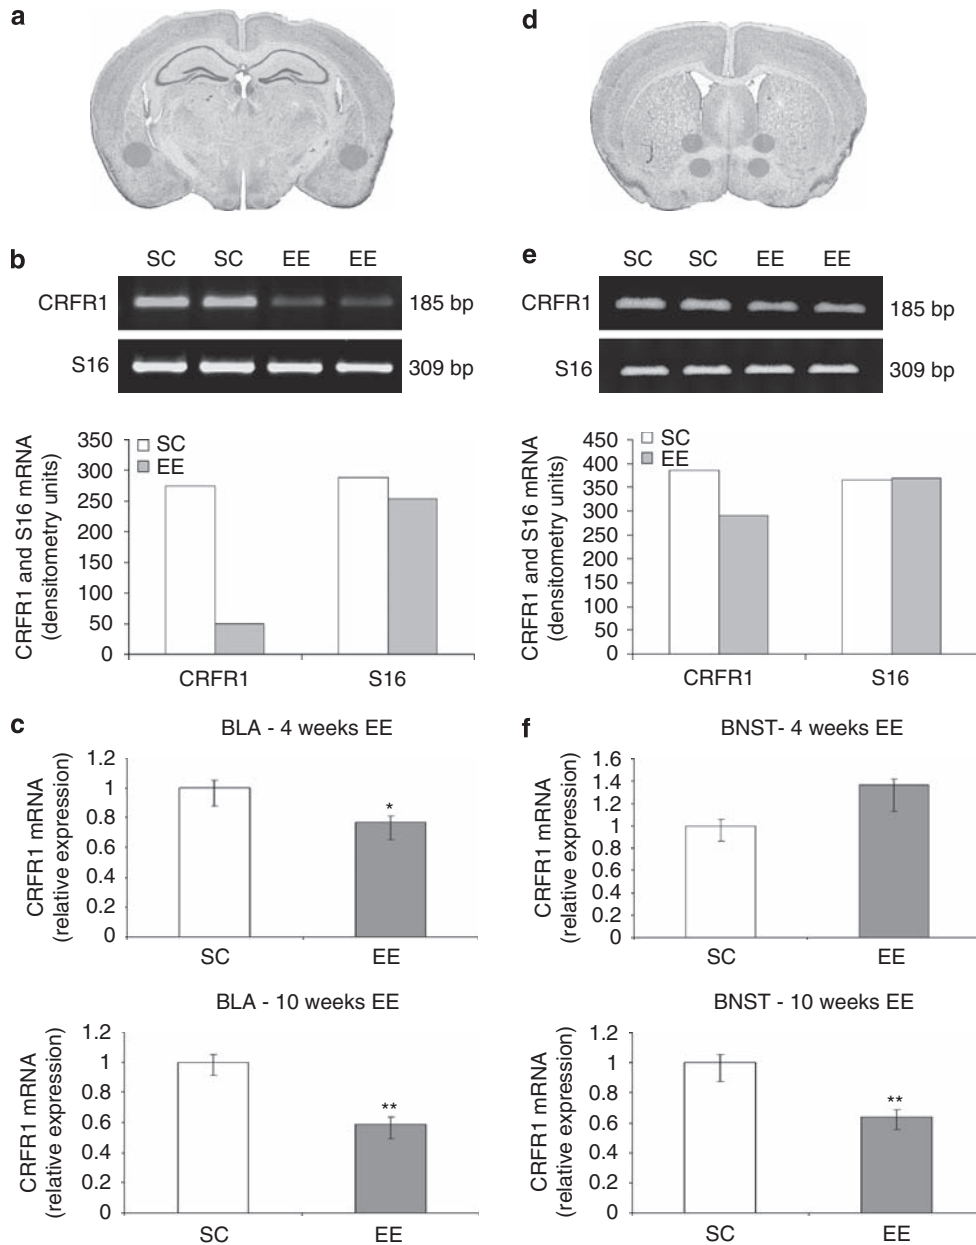 a
d
b
SC SC EE EE
CRFR1 185 bp
S16 309 bp
e
SC SC EE EE
CRFR1 185 bp
S16 309 bp
CRFR1 and S16 mRNA
(densitometry units)
350
300
250
200
150
100
50
0
SC
EE
CRFR1 S16
CRFR1 and S16 mRNA
(densitometry units)
450
400
350
300
250
200
150
100
50
0
SC
EE
CRFR1 S16
c
BLA - 4 weeks EE
CRFR1 mRNA
(relative expression)
1.2
1
0.8
0.6
0.4
0.2
0
*
SC EE
f
BNST- 4 weeks EE
CRFR1 mRNA
(relative expression)
1.6
1.4
1.2
1
0.8
0.6
0.4
0.2
0
SC EE
BLA - 10 weeks EE
CRFR1 mRNA
(relative expression)
1.2
1
0.8
0.6
0.4
0.2
0
**
SC EE
BNST - 10 weeks EE
CRFR1 mRNA
(relative expression)
1.2
1
0.8
0.6
0.4
0.2
0
**
SC EE